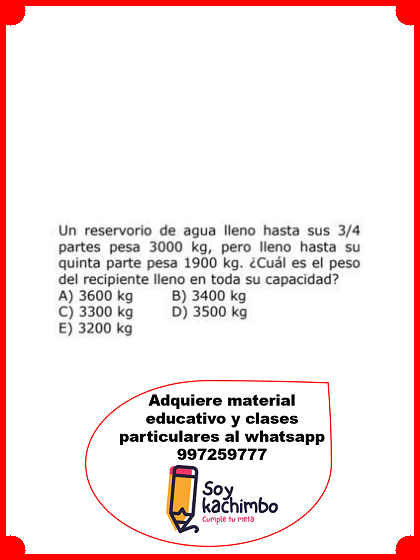 Un reservorio de agua lleno hasta sus 3/4
partes pesa 3000 kg, pero lleno hasta su
quinta parte pesa 1900 kg. ¿Cuál es el peso
del recipiente lleno en toda su capacidad?
A) 3600 kg B) 3400 kg
C) 3300 kg D) 3500 kg
E) 3200 kg
Adquiere material
educativo y clases
particulares al whatsapp
997259777
Soy
kachimbo
Cumple tu meta